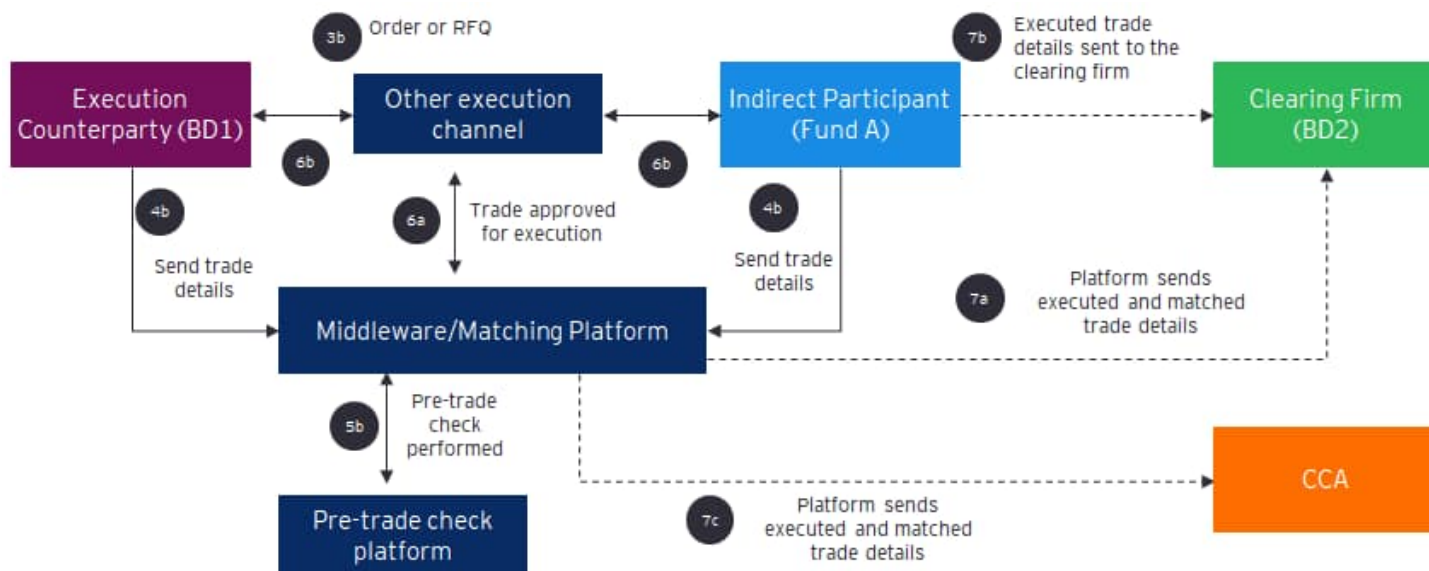 3b
Order or RFQ
7b
Executed trade
details sent to the
clearing firm
Execution
Counterparty (BD1)
Other execution
channel
Indirect Participant
(Fund A)
Clearing Firm
(BD2)
6b
6b
4b
Send trade
details
6a
Trade approved
for execution
4b
Send trade
details
7a
Platform sends
executed and matched
trade details
Middleware/Matching Platform
5b
Pre-trade
check
performed
CCA
Pre-trade check
platform
7c
Platform sends
executed and matched
trade details